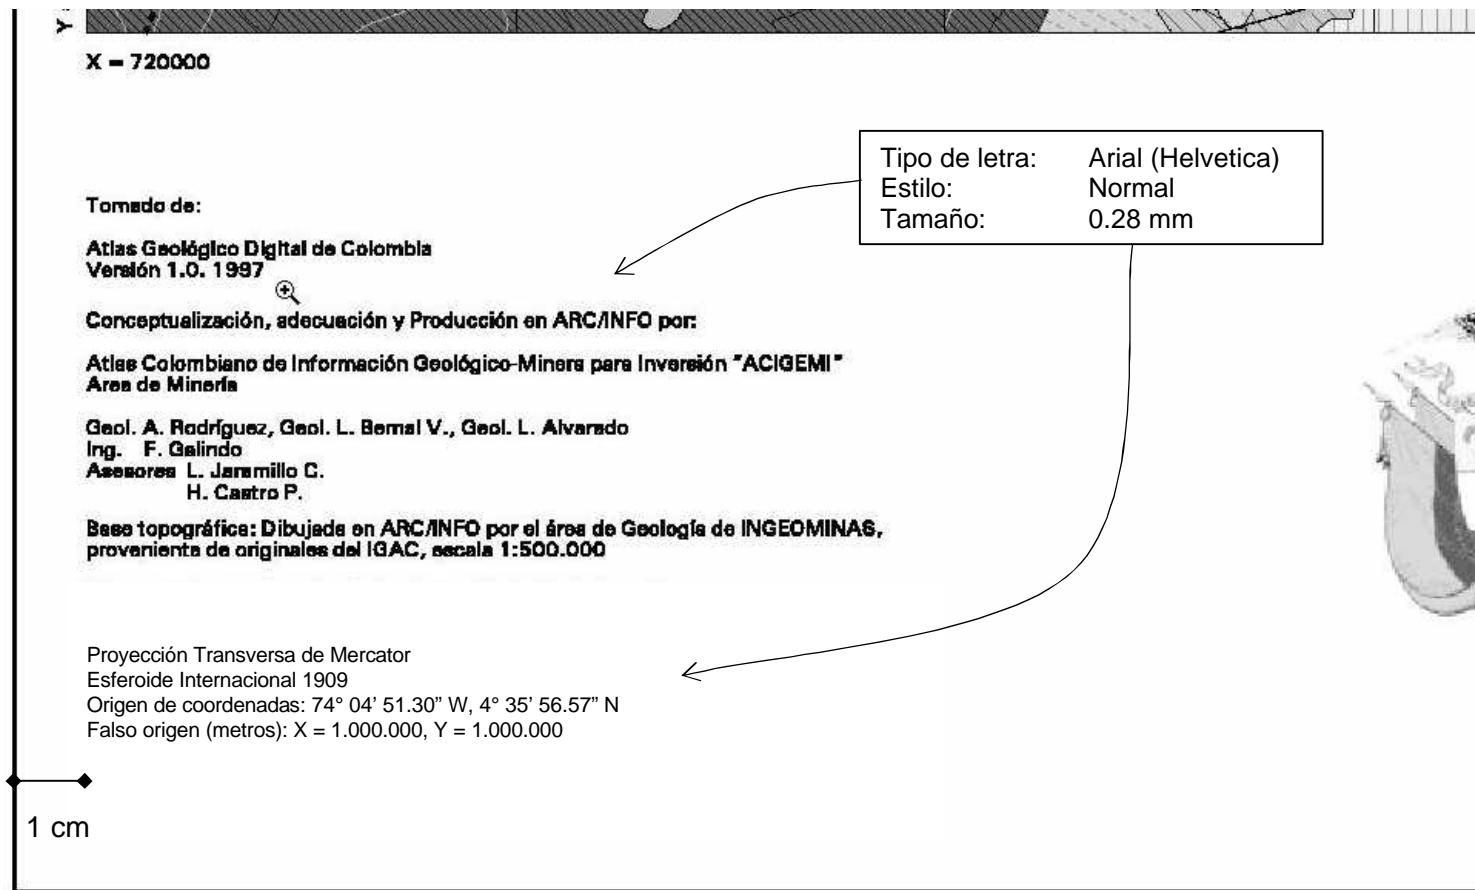 Y
X = 720000
Tipo de letra: Arial (Helvetica)
Estilo: Normal
Tamaño: 0.28 mm
Tomado de:
Atlas Geológico Digital de Colombia
Versión 1.0. 1997
Conceptualización, adecuación y Producción en ARC/INFO por:
Atlas Colombiano de Información Geológico-Minera para Inversión "ACIGEMI"
Area de Minería
Geol. A. Rodríguez, Geol. L. Bernal V., Geol. L. Alvarado
Ing. F. Galindo
Asesores L. Jaramillo C.
H. Castro P.
Base topográfica: Dibujada en ARC/INFO por el área de Geología de INGEOMINAS,
proveniente de originales del IGAC, escala 1:500.000
Proyección Transversa de Mercator
Esferoide Internacional 1909
Origen de coordenadas: 74° 04’ 51.30” W, 4° 35’ 56.57” N
Falso origen (metros): X = 1.000.000, Y = 1.000.000
1 cm